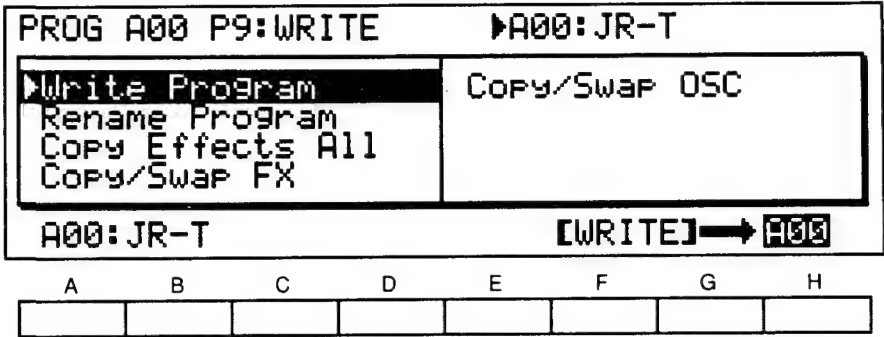 PROG A00 P9:WRITE ▶A00:JR-T
▶Write Program Copy/Swap OSC
Rename Program
Copy Effects All
Copy/Swap FX
A00:JR-T [WRITE]➡A00
A B C D E F G H